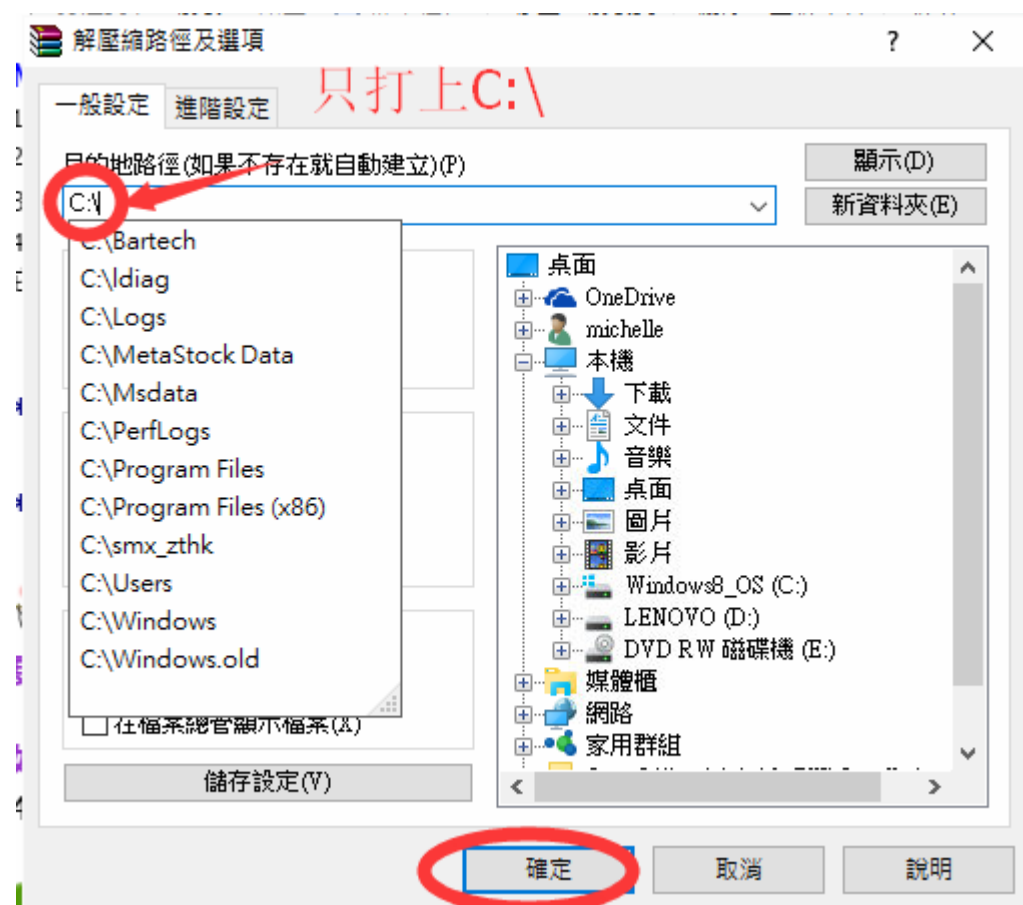 解壓縮路徑及選項
?
只打上C:\
一般設定
進階設定
目的地路徑(如果不存在就自動建立)(P)
顯示(D)
C:\
新資料夾(E)
C:\Bartech
C:\ldiag
C:\Logs
C:\MetaStock Data
C:\Msdata
C:\PerfLogs
C:\Program Files
C:\Program Files (x86)
C:\smx_zthk
C:\Users
C:\Windows
C:\Windows.old
桌面
OneDrive
michelle
本機
下載
文件
音樂
桌面
圖片
影片
Windows8_OS (C:)
LENOVO (D:)
DVD RW 磁碟機 (E:)
媒體櫃
網路
家用群組
在檔案總管顯示檔案(X)
儲存設定(V)
確定
取消
說明